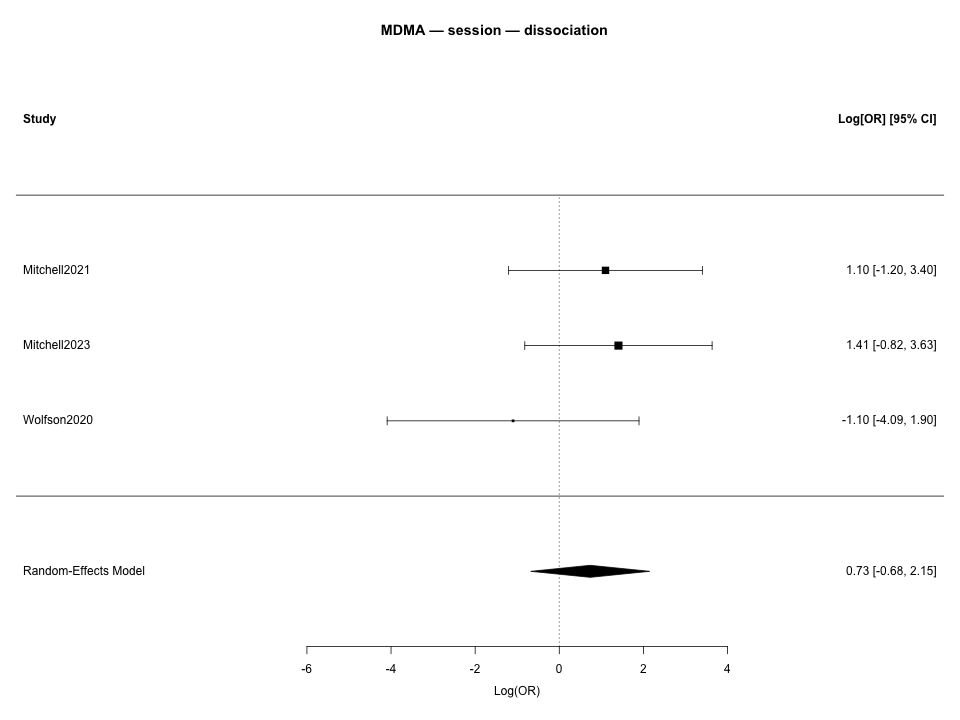 MDMA — session — dissociation
Study Log[OR] [95% CI]
Mitchell2021 1.10 [-1.20, 3.40]
Mitchell2023 1.41 [-0.82, 3.63]
Wolfson2020 -1.10 [-4.09, 1.90]
Random-Effects Model 0.73 [-0.68, 2.15]
-6 -4 -2 0 2 4
Log(OR)